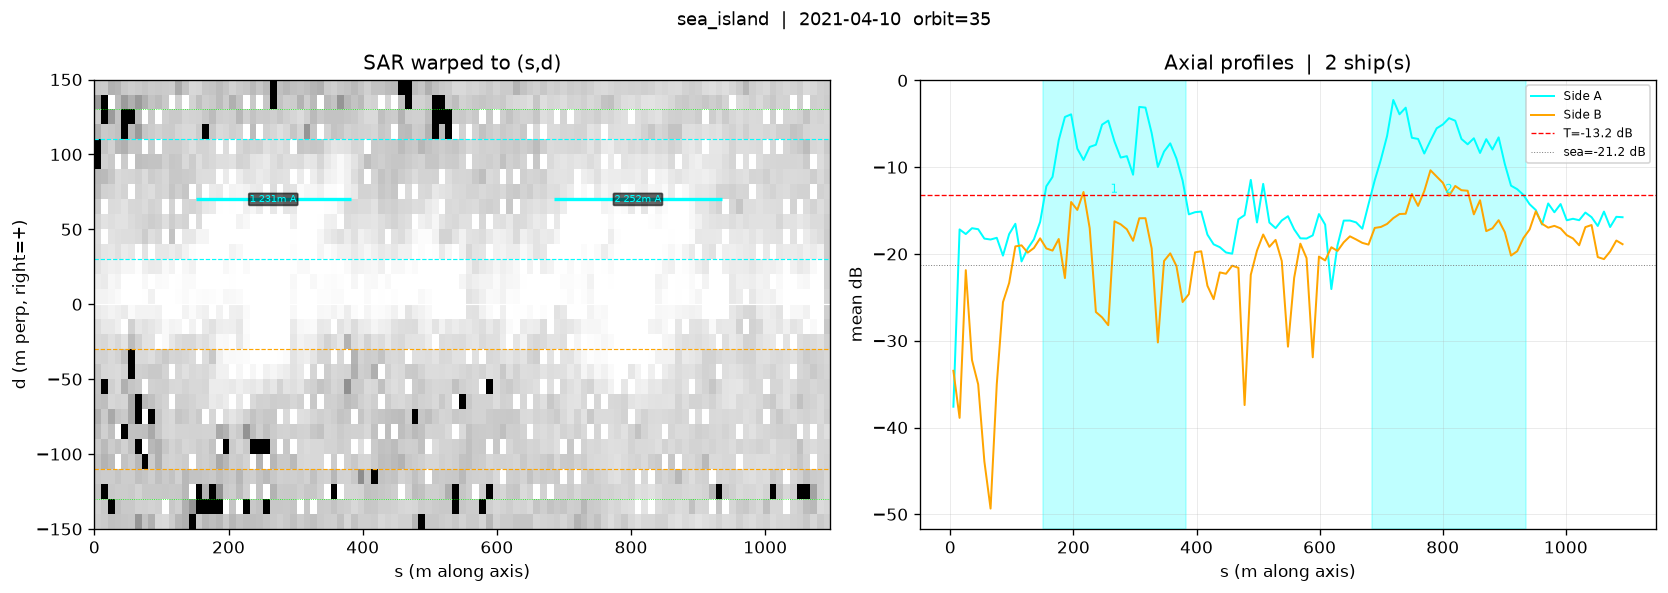 sea_island  |  2021-04-10  orbit=35
SAR warped to (s,d)
150
100
50
0
−50
−100
−150
d (m perp, right=+)
1 231m A
2 252m A
0
200
400
600
800
1000
s (m along axis)
Axial profiles  |  2 ship(s)
0
−10
−20
−30
−40
−50
mean dB
1
2
Side A
Side B
T=-13.2 dB
sea=-21.2 dB
0
200
400
600
800
1000
s (m along axis)